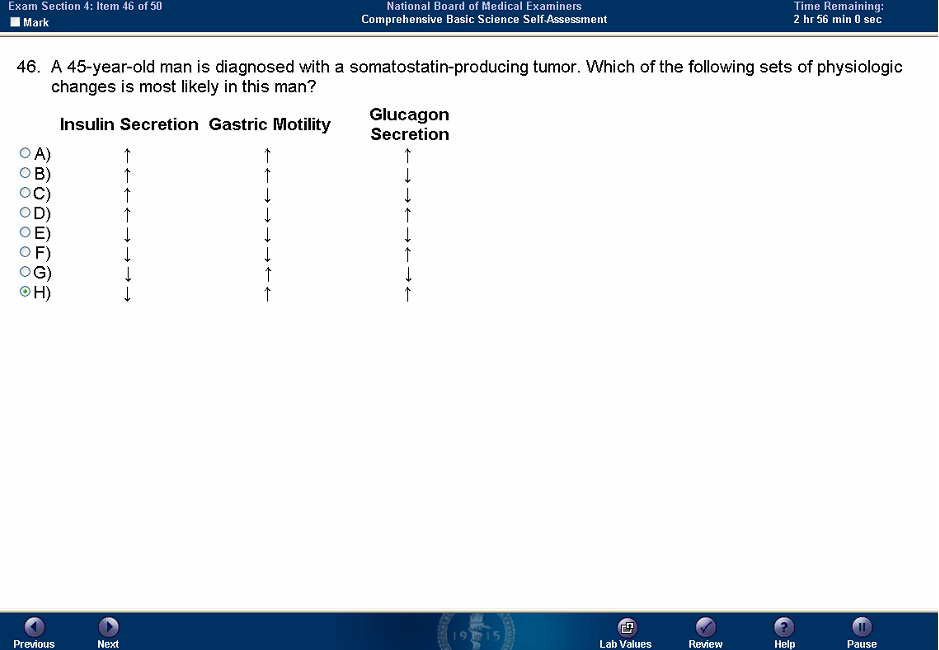 Exam Section 4: Item 46 of 50
National Board of Medical Examiners
Time Remaining:
Mark
Comprehensive Basic Science Self-Assessment
2 hr 56 min 0 sec
46. A 45-year-old man is diagnosed with a somatostatin-producing tumor. Which of the following sets of physiologic
changes is most likely in this man?
Insulin Secretion Gastric Motility Glucagon
Secretion
A) ↑ ↑ ↑
B) ↑ ↑ ↓
C) ↑ ↓ ↓
D) ↑ ↓ ↑
E) ↓ ↓ ↓
F) ↓ ↓ ↑
G) ↓ ↑ ↓
H) ↓ ↑ ↑
19 15
Previous Next Lab Values Review Help Pause